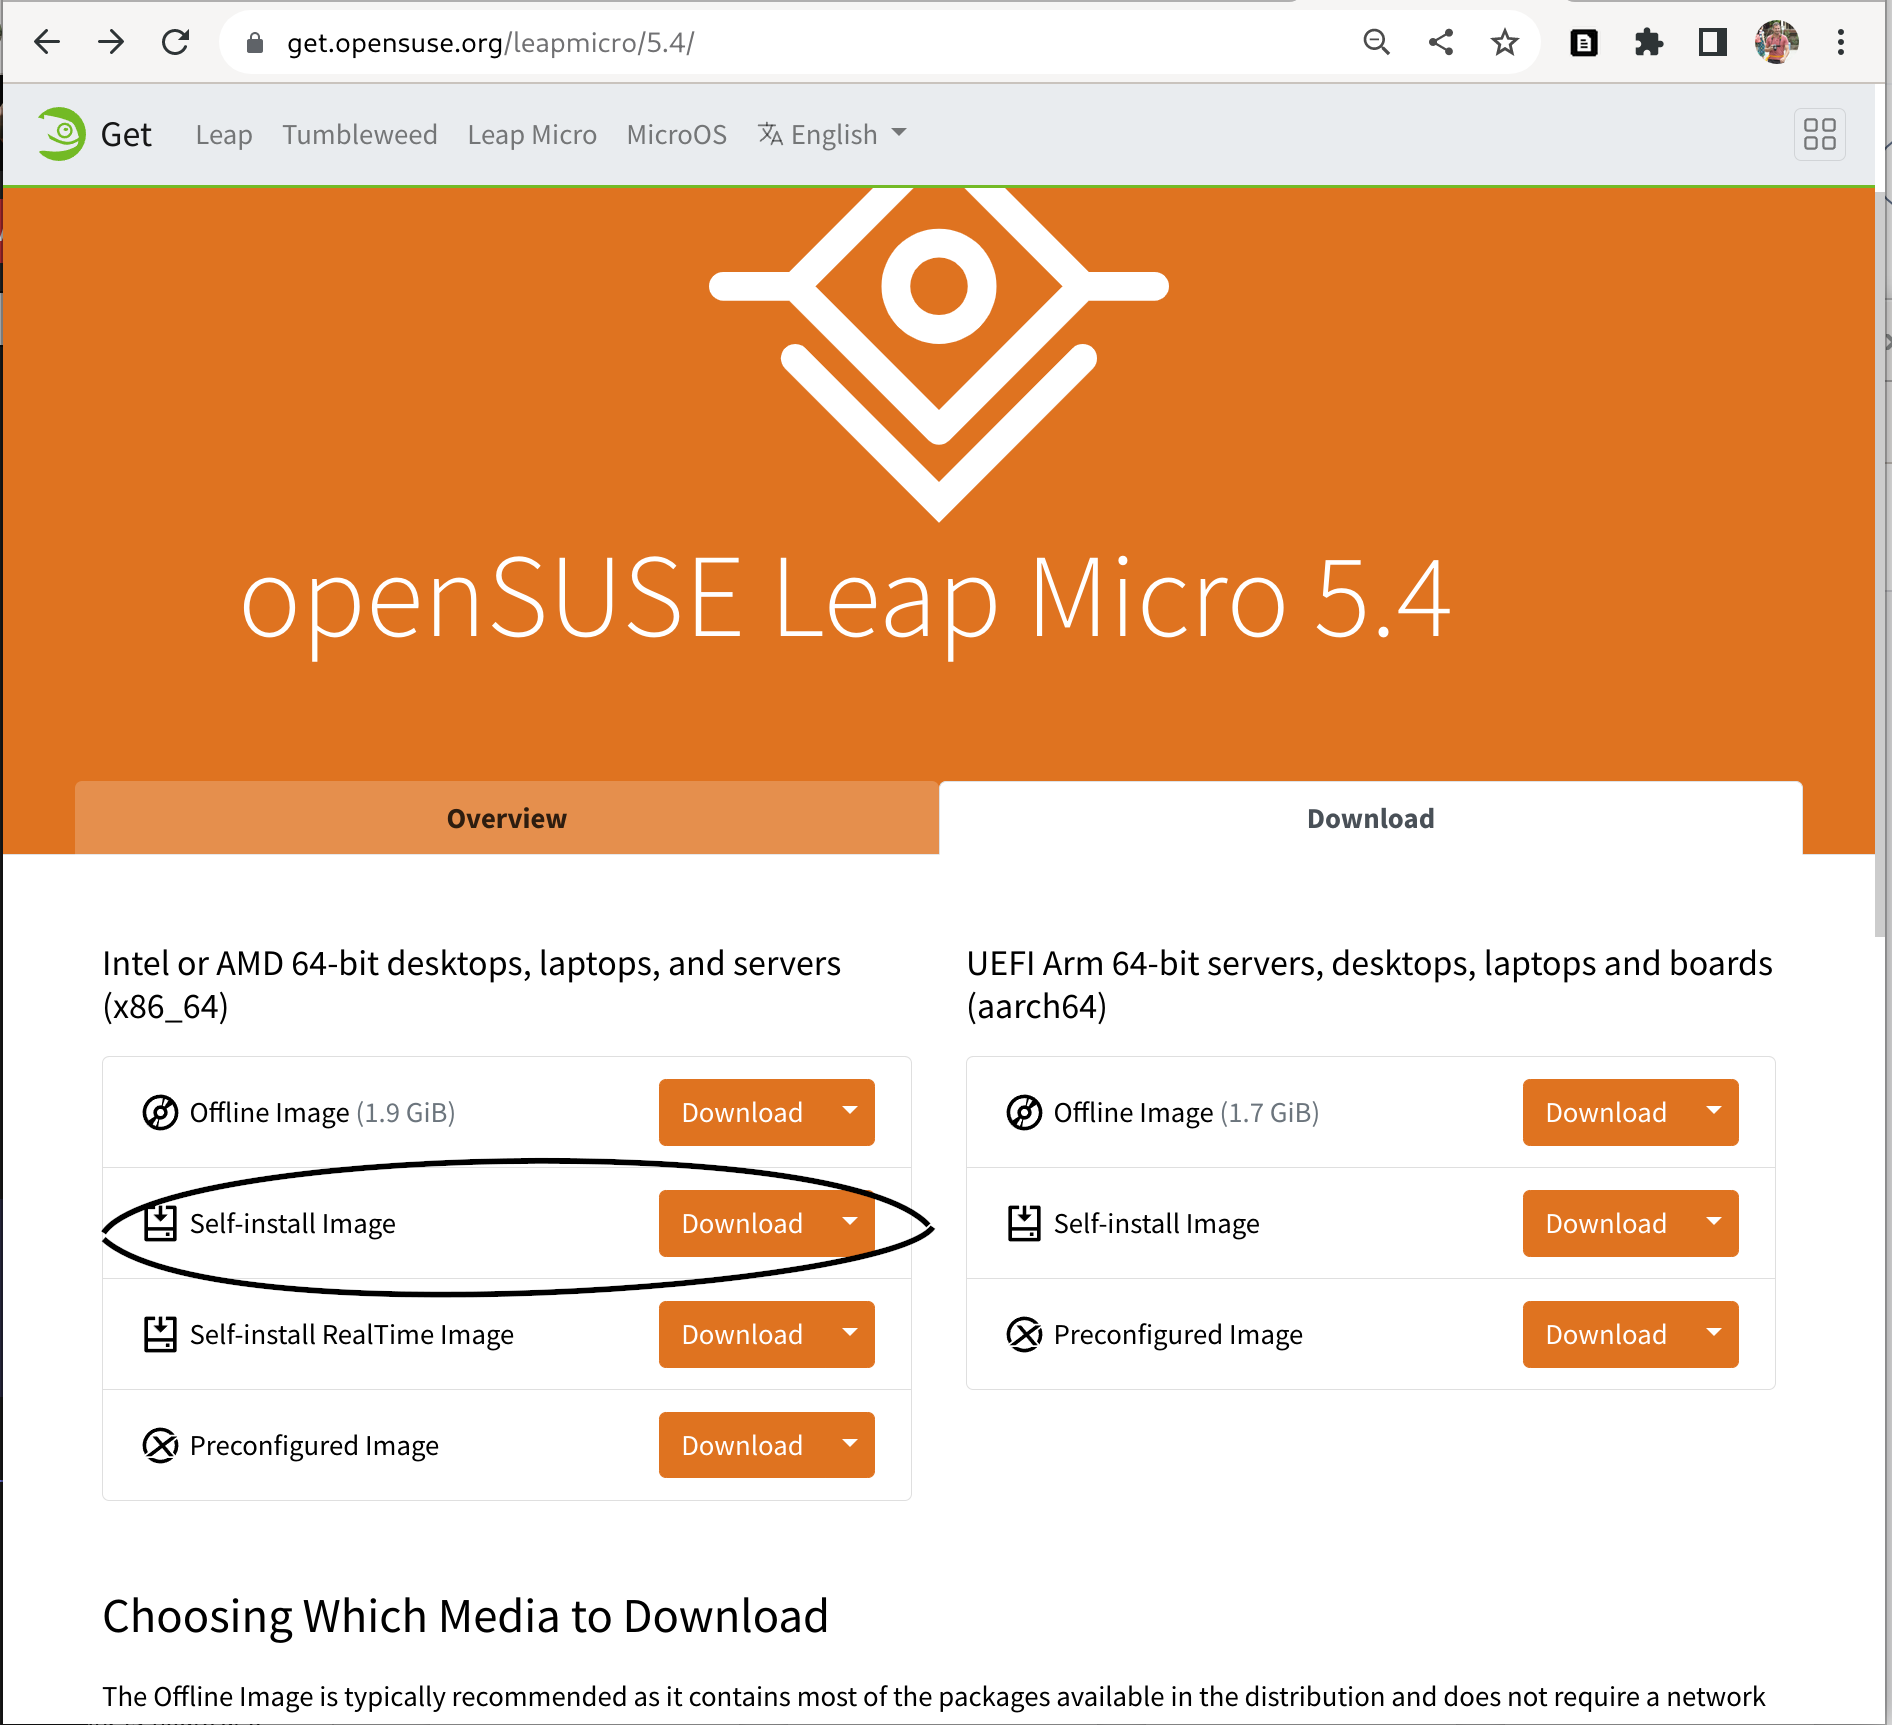 get.opensuse.org/leapmicro/5.4/
Get Leap Tumbleweed Leap Micro MicroOS English
openSUSE Leap Micro 5.4
Overview Download
Intel or AMD 64-bit desktops, laptops, and servers
(x86_64)
Offline Image (1.9 GiB) Download
Self-install Image Download
Self-install RealTime Image Download
Preconfigured Image Download
UEFI Arm 64-bit servers, desktops, laptops and boards
(aarch64)
Offline Image (1.7 GiB) Download
Self-install Image Download
Preconfigured Image Download
Choosing Which Media to Download
The Offline Image is typically recommended as it contains most of the packages available in the distribution and does not require a network